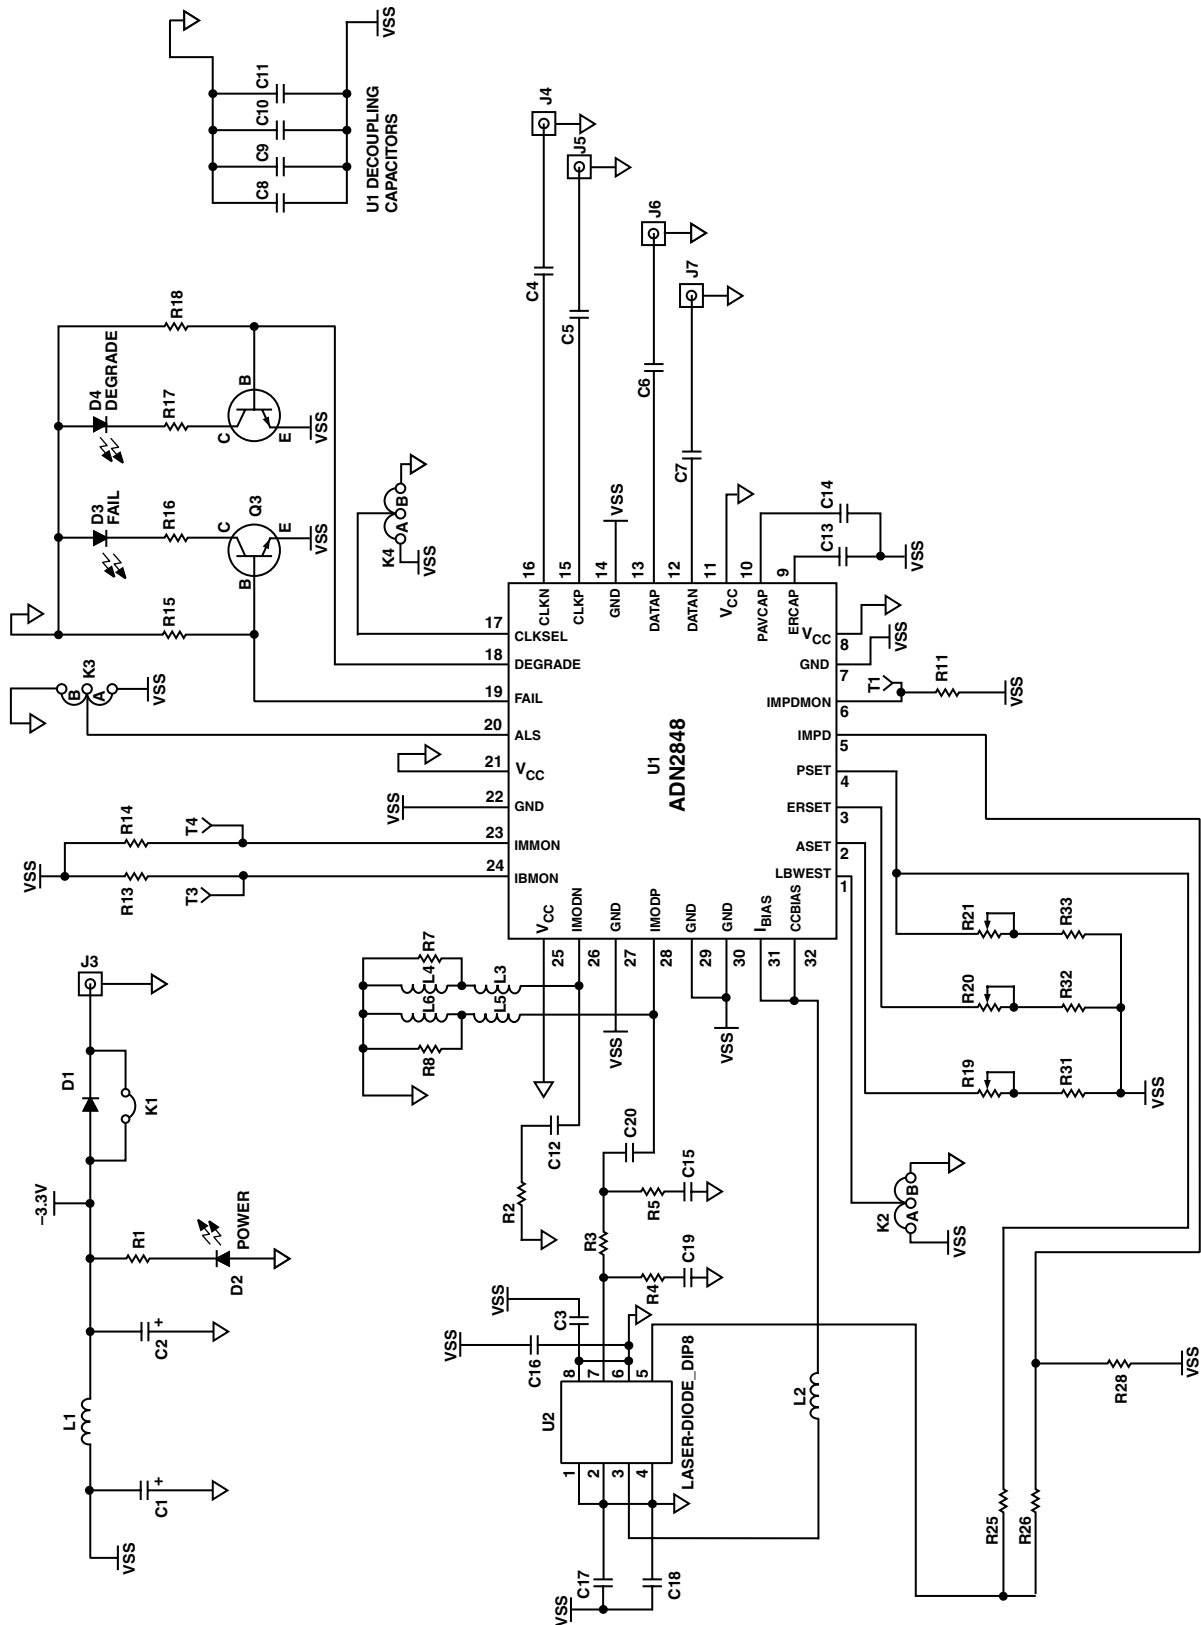 VSS
C8
C9
C10
C11
U1 DECOUPLING
CAPACITORS
J4
J5
J6
J7
C4
C5
C6
C7
R18
D4
DEGRADE
R17
B
C
E
VSS
D3
FAIL
R16
Q3
C
B
E
VSS
R15
K4
A
B
VSS
K3
B
A
VSS
VSS
C13
C14
VSS
16
15
14
13
12
11
10
9
CLKN
CLKP
GND
DATAP
DATAN
VCC
PAVCAP
ERCAP
17
CLKSEL
18
DEGRADE
19
FAIL
20
ALS
21
VCC
22
GND
23
IMMON
24
IBMON
U1
ADN2848
VCC
8
GND
7
IMPDMON
6
IMPD
5
PSET
4
ERSET
3
ASET
2
LBWEST
1
VCC
IMODN
GND
IMODP
GND
GND
IBIAS
CCBIAS
25
26
27
28
29
30
31
32
VSS
VSS
R14
T4
R13
T3
VSS
T1
R11
VSS
R7
L4
L3
L6
L5
R8
VSS
VSS
R21
R33
R20
R32
R19
R31
VSS
J3
D1
K1
–3.3V
R1
POWER
D2
C2
+
L1
C1
+
VSS
C12
R2
C20
R5
C15
R3
R4
C19
K2
A
B
VSS
VSS
C3
VSS
C16
8
7
6
5
U2
LASER-DIODE_DIP8
1
2
3
4
L2
C17
C18
VSS
R28
VSS
R25
R26